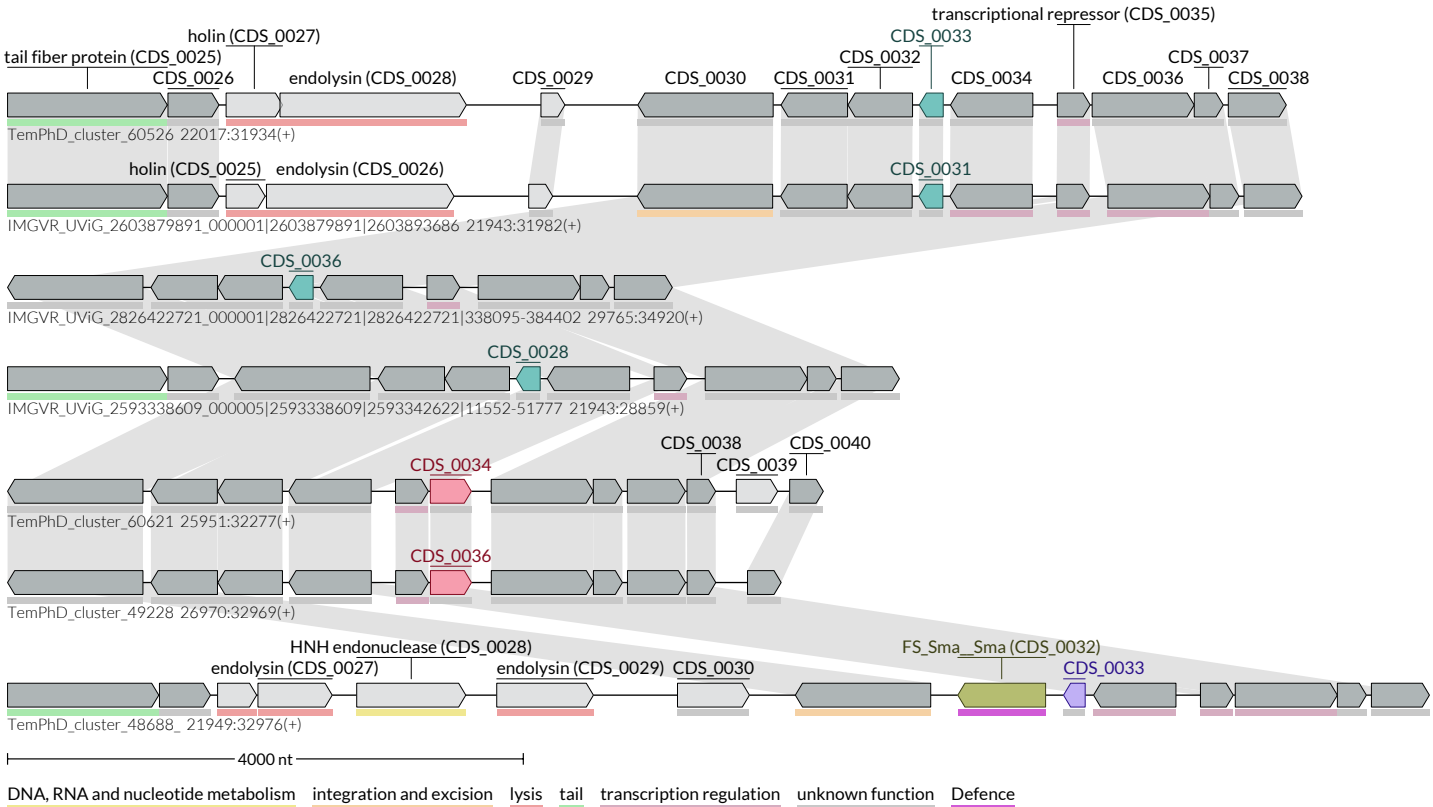 transcriptional repressor (CDS_0035)
holin (CDS_0027) CDS_0033
tail fiber protein (CDS_0025) CDS_0032 CDS_0037
CDS_0026 endolysin (CDS_0028) CDS_0029 CDS_0030 CDS_0031 CDS_0034 CDS_0036 CDS_0038
TemPhD_cluster_60526 22017:31934(+)
holin (CDS_0025) endolysin (CDS_0026) CDS_0031
IMGVR_UViG_2603879891_000001|2603879891|2603893686 21943:31982(+)
CDS_0036
IMGVR_UViG_2826422721_000001|2826422721|2826422721|338095-384402 29765:34920(+)
CDS_0028
IMGVR_UViG_2593338609_000005|2593338609|2593342622|11552-51777 21943:28859(+)
CDS_0038 CDS_0040
CDS_0034 CDS_0039
TemPhD_cluster_60621 25951:32277(+)
CDS_0036
TemPhD_cluster_49228 26970:32969(+)
HNH endonuclease (CDS_0028) FS_Sma__Sma (CDS_0032)
endolysin (CDS_0027) endolysin (CDS_0029) CDS_0030 CDS_0033
TemPhD_cluster_48688_ 21949:32976(+)
4000 nt
DNA, RNA and nucleotide metabolism integration and excision lysis tail transcription regulation unknown function Defence